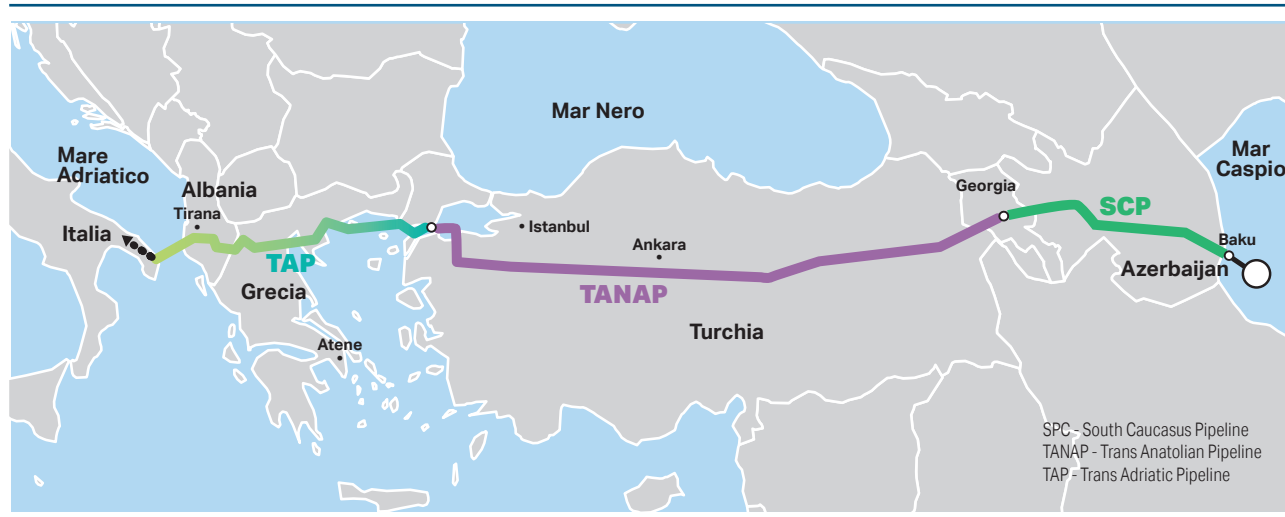 Mar Nero
Mare
Adriatico
Albania
Tirana
Italia
TAP
Grecia
Atene
Istanbul
Ankara
TANAP
Turchia
Georgia
SCP
Mar
Caspio
Baku
Azerbaijan
SPC - South Caucasus Pipeline
TANAP - Trans Anatolian Pipeline
TAP - Trans Adriatic Pipeline